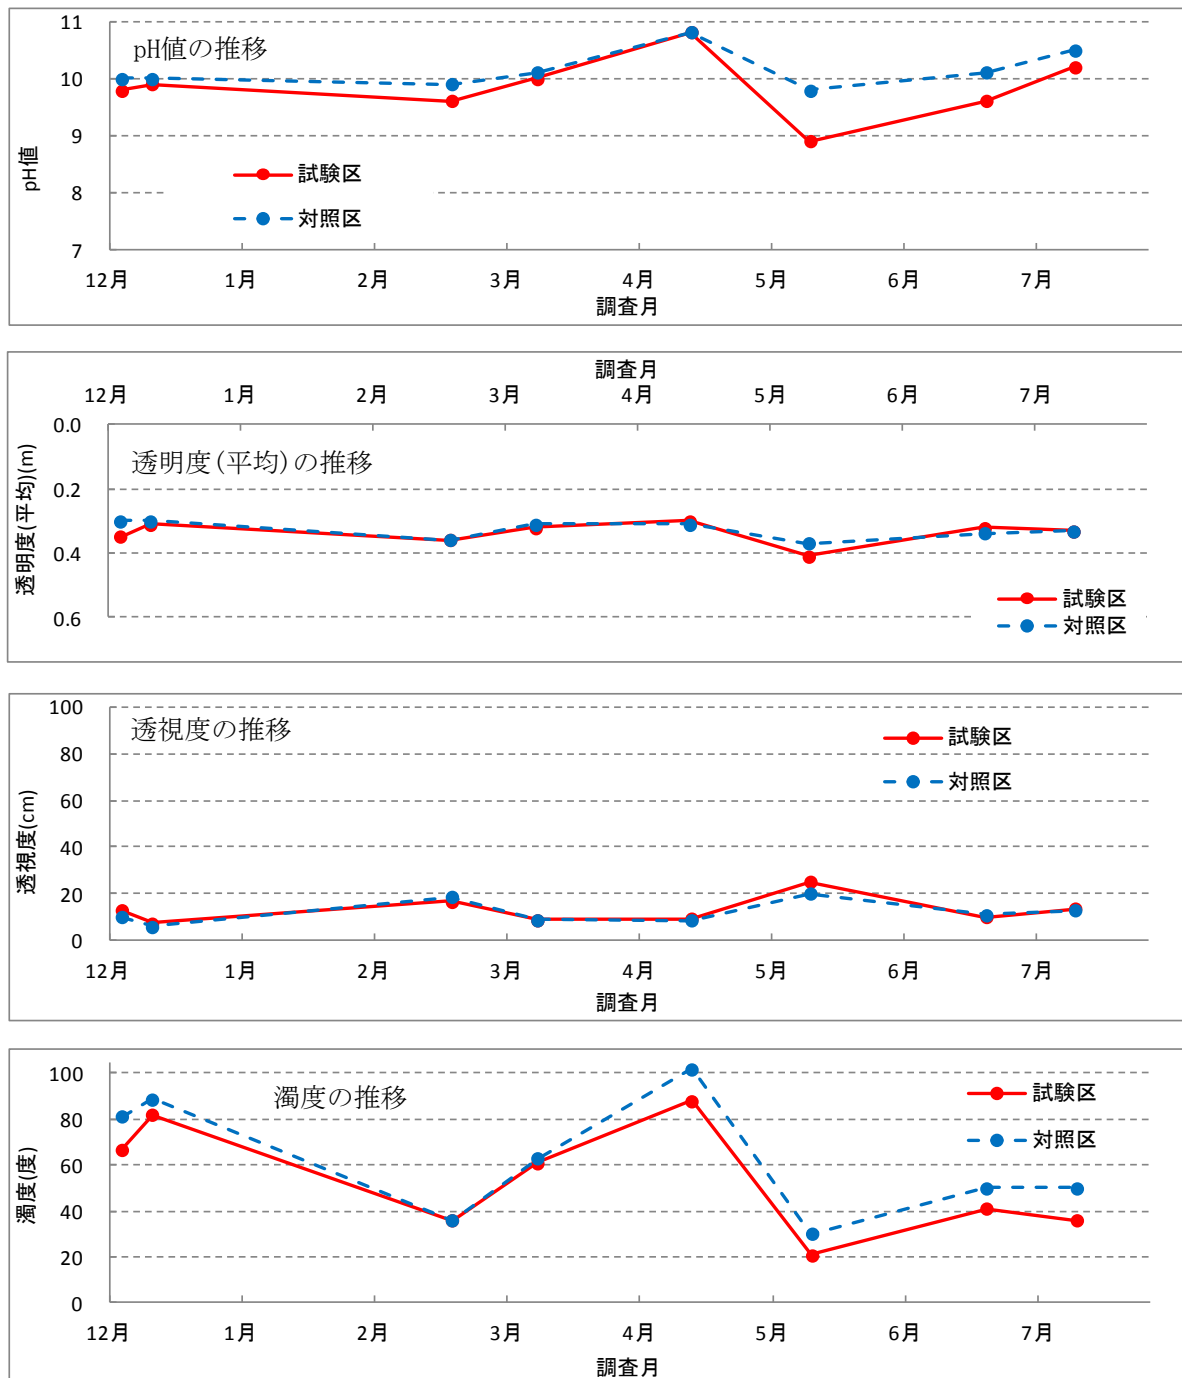 pH値の推移
11
10
9
8
7
pH値
試験区
対照区
12月 1月 2月 3月 4月 5月 6月 7月
調査月
調査月
12月 1月 2月 3月 4月 5月 6月 7月
0.0
0.2
0.4
0.6
透明度(平均)(m)
透明度(平均)の推移
試験区
対照区
100
80
60
40
20
0
透視度(cm)
透視度の推移
試験区
対照区
12月 1月 2月 3月 4月 5月 6月 7月
調査月
100
80
60
40
20
0
濁度(度)
濁度の推移
試験区
対照区
12月 1月 2月 3月 4月 5月 6月 7月
調査月